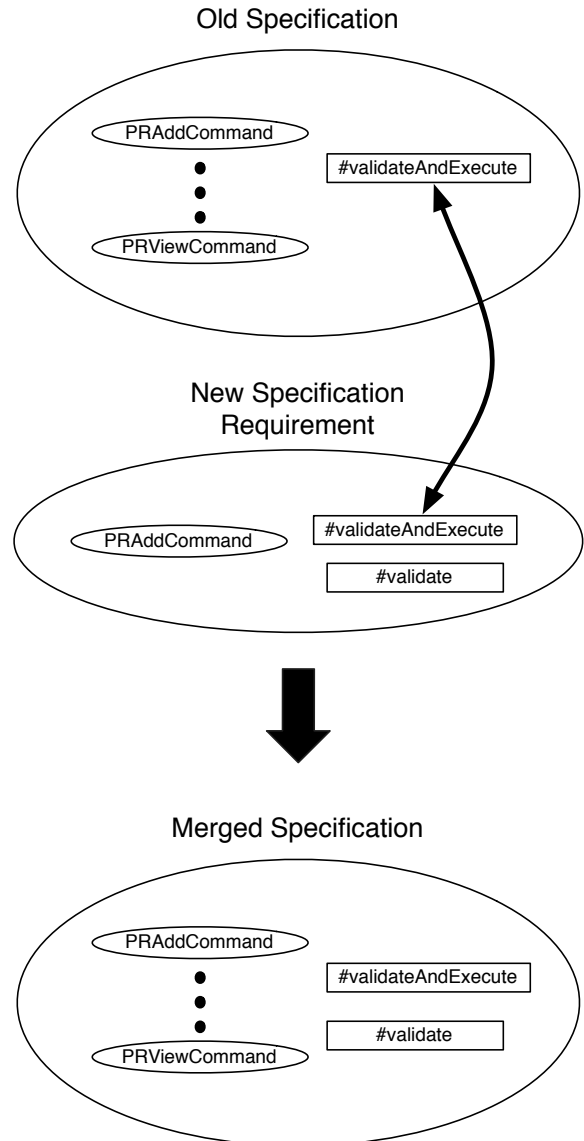 Old Specification
PRAddCommand
#validateAndExecute
PRViewCommand
New Specification
Requirement
#validateAndExecute
PRAddCommand
#validate
Merged Specification
PRAddCommand
#validateAndExecute
#validate
PRViewCommand